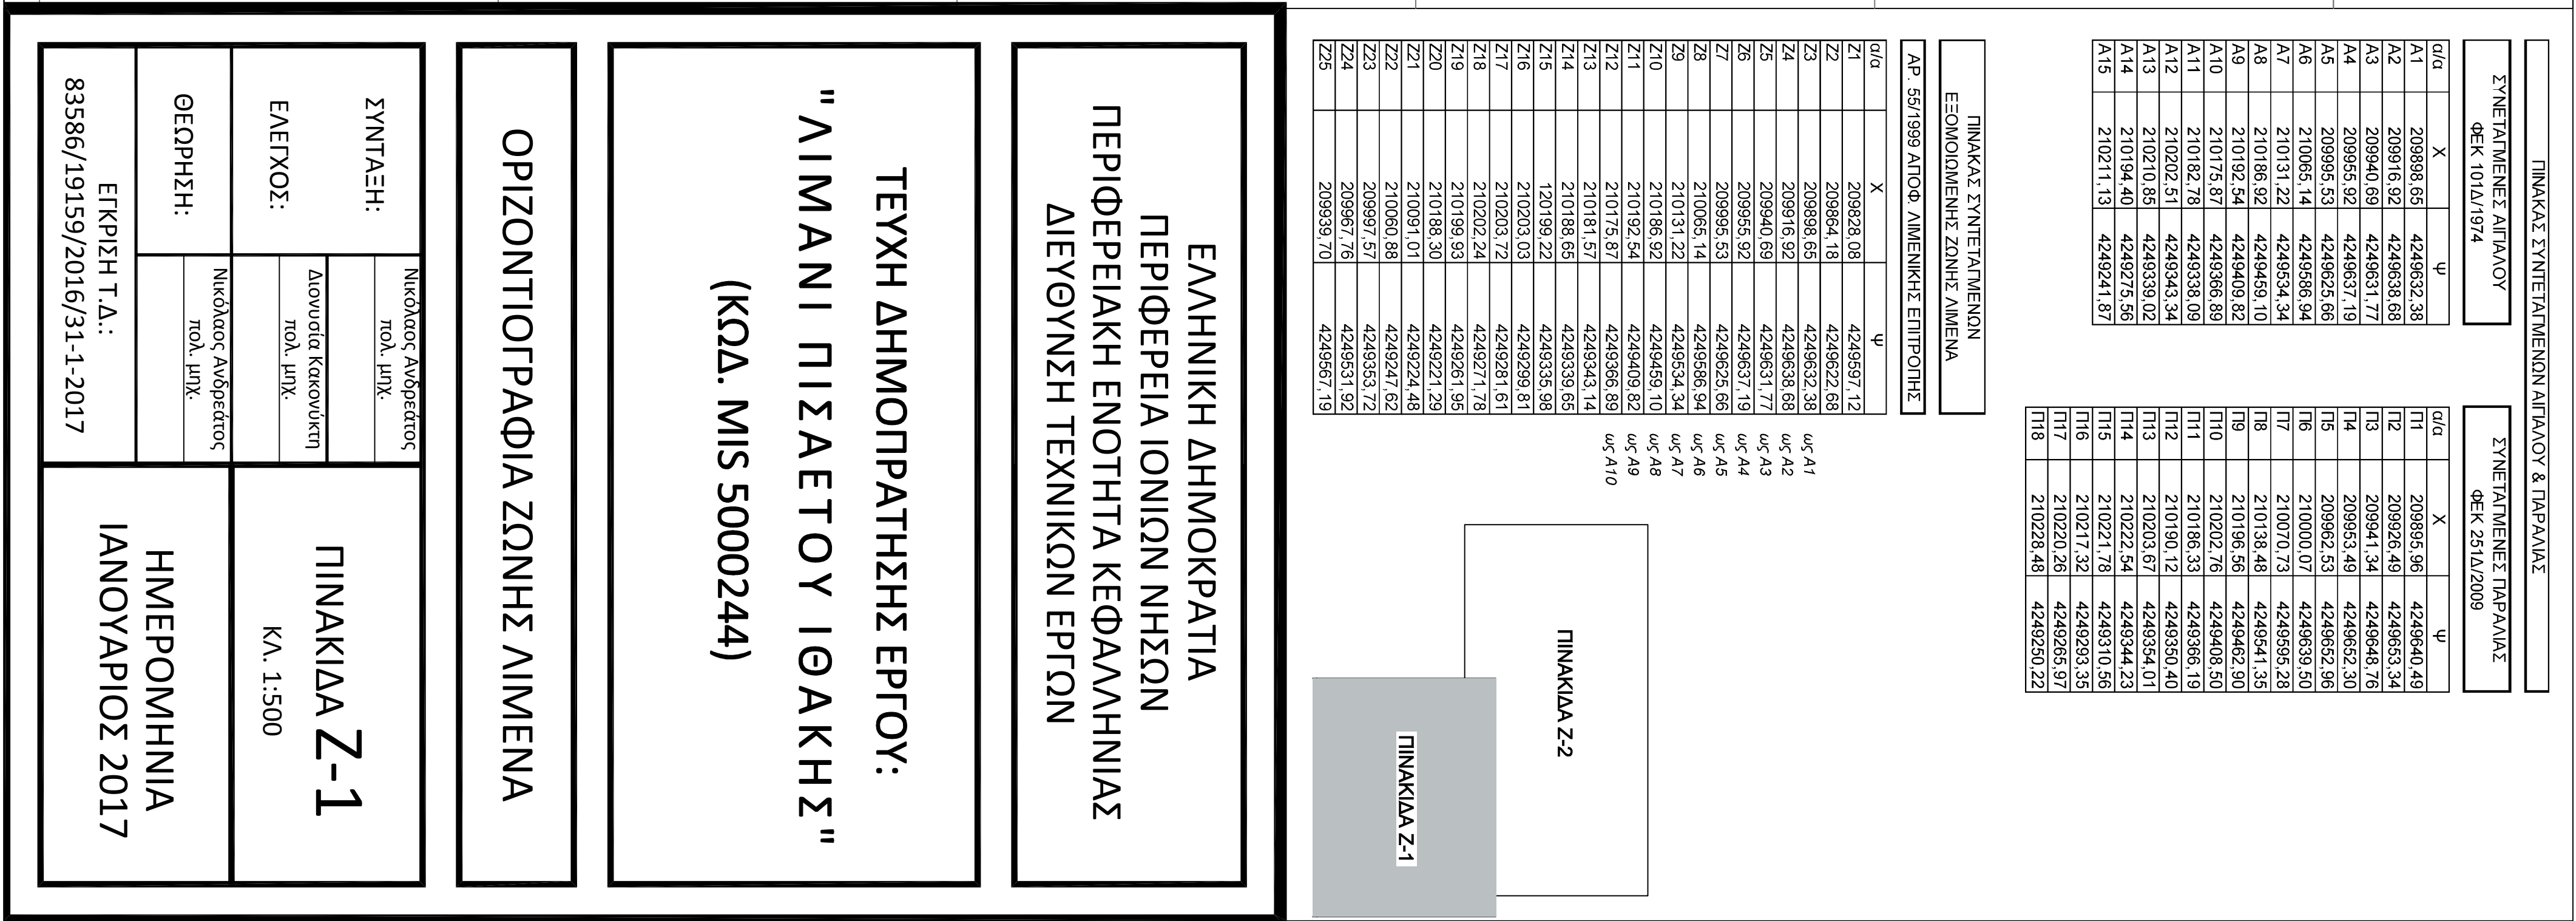 ΠΙΝΑΚΑΣ ΣΥΝΤΕΤΑΓΜΕΝΩΝ ΑΙΓΙΑΛΟΥ & ΠΑΡΑΛΙΑΣ
ΣΥΝΕΤΑΓΜΕΝΕΣ ΑΙΓΙΑΛΟΥ
ΦΕΚ 101Δ/1974
α/α Χ Ψ
Α1 209898,65 4249632,38
Α2 209916,92 4249638,68
Α3 209940,69 4249631,77
Α4 209955,92 4249637,19
Α5 209995,53 4249625,66
Α6 210065,14 4249586,94
Α7 210131,22 4249534,34
Α8 210186,92 4249459,10
Α9 210192,54 4249409,82
Α10 210175,87 4249366,89
Α11 210182,78 4249338,09
Α12 210202,51 4249343,34
Α13 210210,85 4249339,02
Α14 210194,40 4249275,56
Α15 210211,13 4249241,87
ΣΥΝΕΤΑΓΜΕΝΕΣ ΠΑΡΑΛΙΑΣ
ΦΕΚ 251Δ/2009
α/α Χ Ψ
Π1 209895,96 4249640,49
Π2 209926,49 4249653,34
Π3 209941,34 4249648,76
Π4 209953,49 4249652,30
Π5 209962,53 4249652,96
Π6 210000,07 4249639,50
Π7 210070,73 4249595,28
Π8 210138,48 4249541,35
Π9 210196,56 4249462,90
Π10 210202,76 4249408,50
Π11 210186,33 4249366,19
Π12 210190,12 4249350,40
Π13 210203,67 4249354,01
Π14 210222,54 4249344,23
Π15 210221,78 4249310,56
Π16 210217,32 4249293,35
Π17 210220,26 4249265,97
Π18 210228,48 4249250,22
ΠΙΝΑΚΑΣ ΣΥΝΤΕΤΑΓΜΕΝΩΝ
ΕΞΟΜΟΙΩΜΕΝΗΣ ΖΩΝΗΣ ΛΙΜΕΝΑ
ΑΡ. 55/1999 ΑΠΟΦ. ΛΙΜΕΝΙΚΗΣ ΕΠΙΤΡΟΠΗΣ
α/α Χ Ψ
Ζ1 209828,08 4249597,12
Ζ2 209864,18 4249622,68
Ζ3 209898,65 4249632,38 ως Α1
Ζ4 209916,92 4249638,68 ως Α2
Ζ5 209940,69 4249631,77 ως Α3
Ζ6 209955,92 4249637,19 ως Α4
Ζ7 209995,53 4249625,66 ως Α5
Ζ8 210065,14 4249586,94 ως Α6
Ζ9 210131,22 4249534,34 ως Α7
Ζ10 210186,92 4249459,10 ως Α8
Ζ11 210192,54 4249409,82 ως Α9
Ζ12 210175,87 4249366,89 ως Α10
Ζ13 210181,57 4249343,14
Ζ14 210188,65 4249339,65
Ζ15 120199,22 4249335,98
Ζ16 210203,03 4249299,81
Ζ17 210203,72 4249281,61
Ζ18 210202,24 4249271,78
Ζ19 210199,93 4249261,95
Ζ20 210188,30 4249221,29
Ζ21 210091,01 4249224,48
Ζ22 210060,88 4249247,62
Ζ23 209997,57 4249353,72
Ζ24 209967,76 4249531,92
Ζ25 209939,70 4249567,19
ΠΙΝΑΚΙΔΑ Ζ-2
ΠΙΝΑΚΙΔΑ Ζ-1
ΕΛΛΗΝΙΚΗ ΔΗΜΟΚΡΑΤΙΑ
ΠΕΡΙΦΕΡΕΙΑ ΙΟΝΙΩΝ ΝΗΣΩΝ
ΠΕΡΙΦΕΡΕΙΑΚΗ ΕΝΟΤΗΤΑ ΚΕΦΑΛΛΗΝΙΑΣ
ΔΙΕΥΘΥΝΣΗ ΤΕΧΝΙΚΩΝ ΕΡΓΩΝ
ΤΕΥΧΗ ΔΗΜΟΠΡΑΤΗΣΗΣ ΕΡΓΟΥ:
"ΛΙΜΑΝΙ ΠΙΣΑΕΤΟΥ ΙΘΑΚΗΣ"
(ΚΩΔ. MIS 5000244)
ΟΡΙΖΟΝΤΙΟΓΡΑΦΙΑ ΖΩΝΗΣ ΛΙΜΕΝΑ
ΣΥΝΤΑΞΗ:
Νικόλαος Ανδρεάτος
πολ. μηχ.
ΕΛΕΓΧΟΣ:
Διονυσία Κακονύκτη
πολ. μηχ.
ΘΕΩΡΗΣΗ:
Νικόλαος Ανδρεάτος
πολ. μηχ.
ΕΓΚΡΙΣΗ Τ.Δ.:
83586/19159/2016/31-1-2017
ΠΙΝΑΚΙΔΑ Ζ-1
ΚΛ. 1:500
ΗΜΕΡΟΜΗΝΙΑ
ΙΑΝΟΥΑΡΙΟΣ 2017